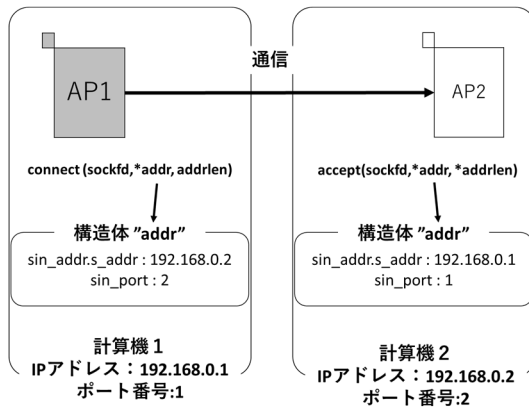 通信
AP1
AP2
connect (sockfd,*addr, addrlen)
構造体 ”addr”
sin_addr.s_addr : 192.168.0.2
sin_port : 2
計算機１
IPアドレス：192.168.0.1
ポート番号:1
accept(sockfd,*addr, *addrlen)
構造体 ”addr”
sin_addr.s_addr : 192.168.0.1
sin_port : 1
計算機２
IPアドレス：192.168.0.2
ポート番号:2